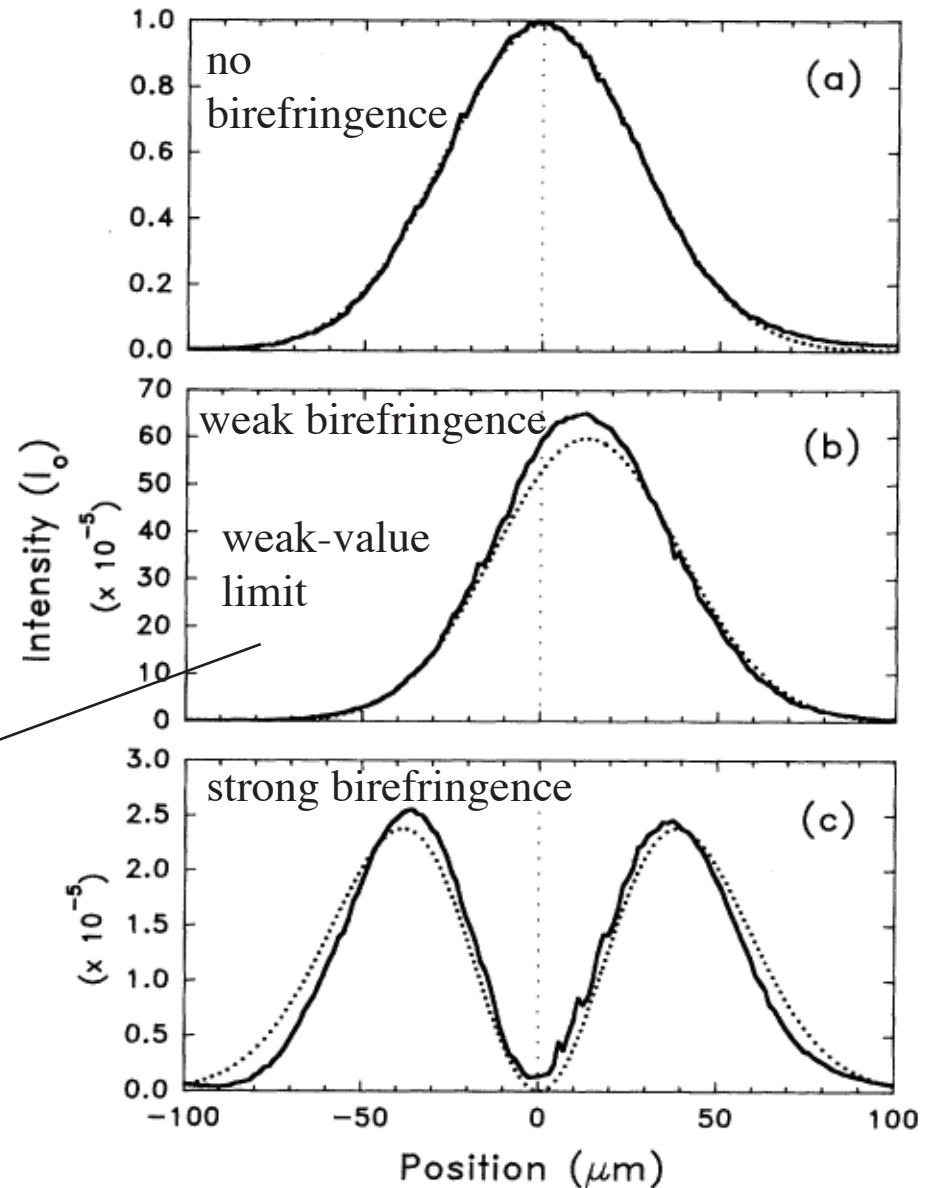 1.0
0.8
0.6
0.4
0.2
0.0
no
birefringence
(a)
70
60
50
40
30
20
10
0
weak birefringence
(b)
weak-value
limit
Intensity (I₀)
(x 10⁻⁵)
3.0
2.5
2.0
1.5
1.0
0.5
0.0
strong birefringence
(c)
(x 10⁻⁵)
−100
−50
0
50
100
Position (μm)